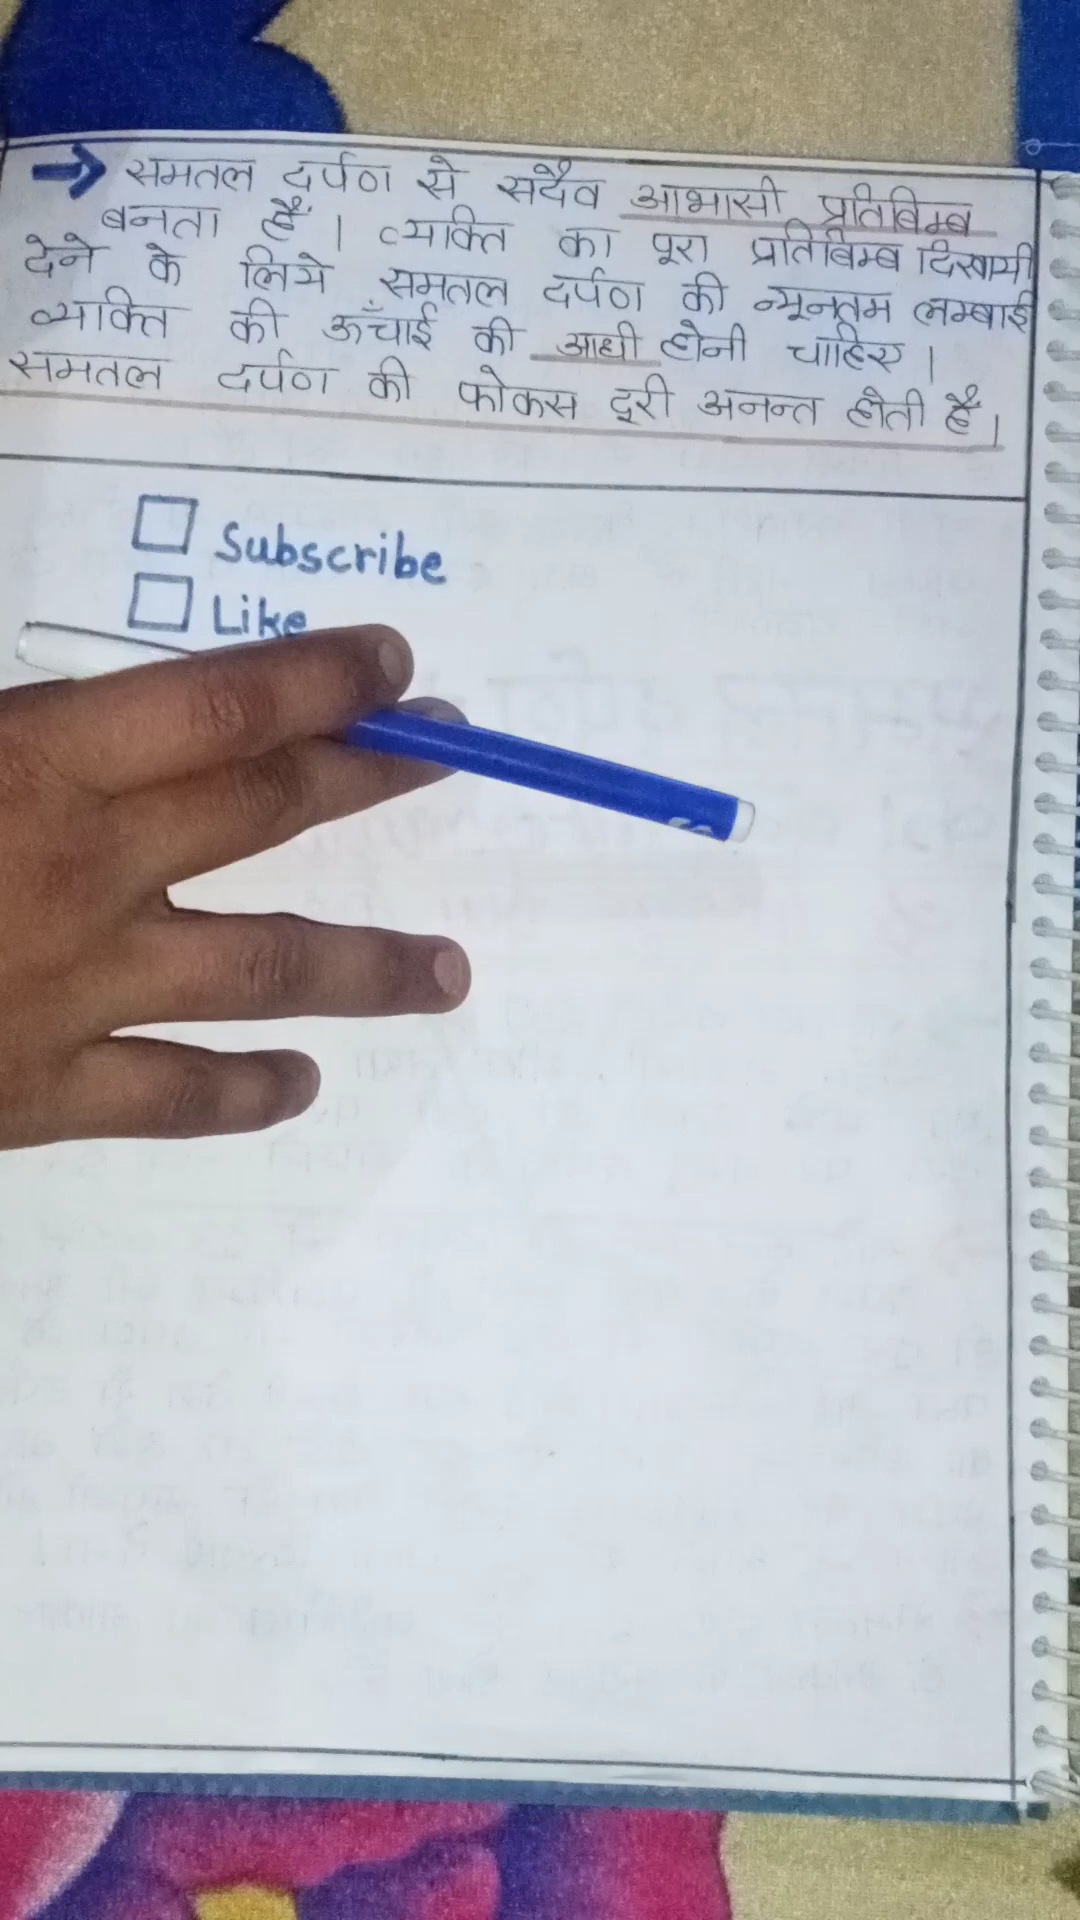 → समतल दर्पण से सदैव आभासी प्रतिबिम्ब
बनता हैं । व्यक्ति का पूरा प्रतिबिम्ब दिखायी
देने के लिये समतल दर्पण की न्यूनतम लम्बाई
व्यक्ति की ऊँचाई की आधी होनी चाहिए ।
समतल दर्पण की फोकस दूरी अनन्त होती हैं ।
Subscribe
Like